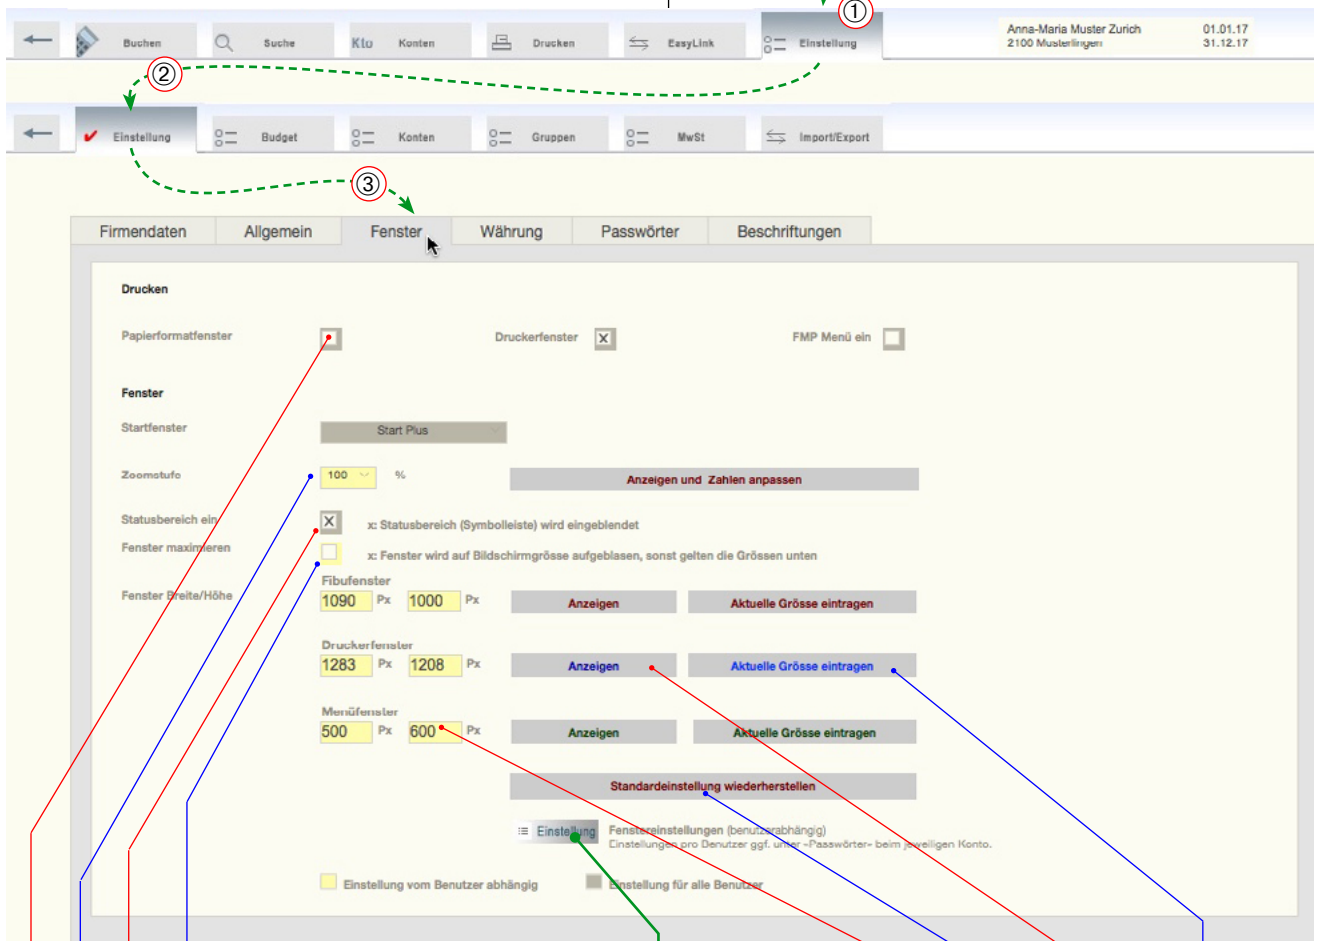 ①
Buchen Suche Kto Konten Drucken EasyLink Einstellung Anna-Maria Muster Zurich 01.01.17
2100 Musterlingen 31.12.17
②
Einstellung Budget Konten Gruppen MwSt Import/Export
③
Firmendaten Allgemein Fenster Währung Passwörter Beschriftungen
Drucken
Papierformatfenster Druckerfenster X FMP Menü ein
Fenster
Startfenster Start Plus
Zoomstufe 100 % Anzeigen und Zahlen anpassen
Statusbereich ein X x: Statusbereich (Symbolleiste) wird eingeblendet
Fenster maximieren x: Fenster wird auf Bildschirmgrösse aufgeblasen, sonst gelten die Grössen unten
Fibufenster
Fenster Breite/Höhe 1090 Px 1000 Px Anzeigen Aktuelle Grösse eintragen
Druckerfenster
1283 Px 1208 Px Anzeigen Aktuelle Grösse eintragen
Menüfenster
500 Px 600 Px Anzeigen Aktuelle Grösse eintragen
Standardeinstellung wiederherstellen
Einstellung Fenstereinstellungen (benutzerabhängig)
Einstellungen pro Benutzer ggf. unter «Passwörter» beim jeweiligen Konto.
Einstellung vom Benutzer abhängig Einstellung für alle Benutzer